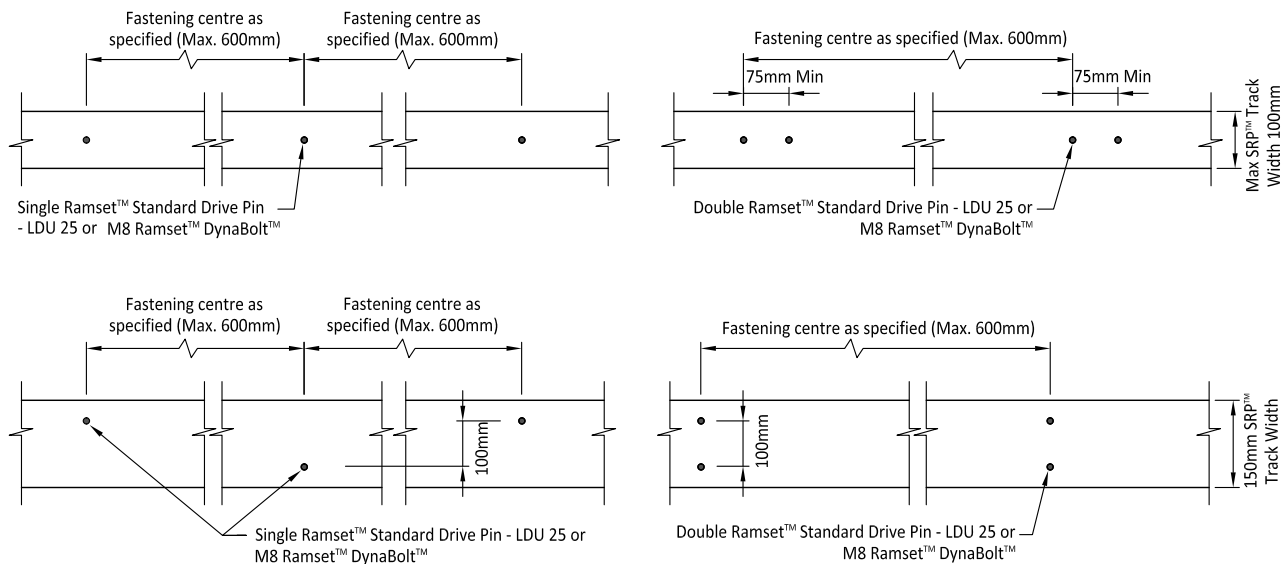 Fastening centre as
specified (Max. 600mm)
Fastening centre as
specified (Max. 600mm)
Single Ramset™ Standard Drive Pin
- LDU 25 or M8 Ramset™ DynaBolt™
Fastening centre as specified (Max. 600mm)
75mm Min
75mm Min
Max SRP™ Track
Width 100mm
Double Ramset™ Standard Drive Pin - LDU 25 or
M8 Ramset™ DynaBolt™
Fastening centre as
specified (Max. 600mm)
Fastening centre as
specified (Max. 600mm)
100mm
Single Ramset™ Standard Drive Pin - LDU 25 or
M8 Ramset™ DynaBolt™
Fastening centre as specified (Max. 600mm)
100mm
150mm SRP™
Track Width
Double Ramset™ Standard Drive Pin - LDU 25 or
M8 Ramset™ DynaBolt™